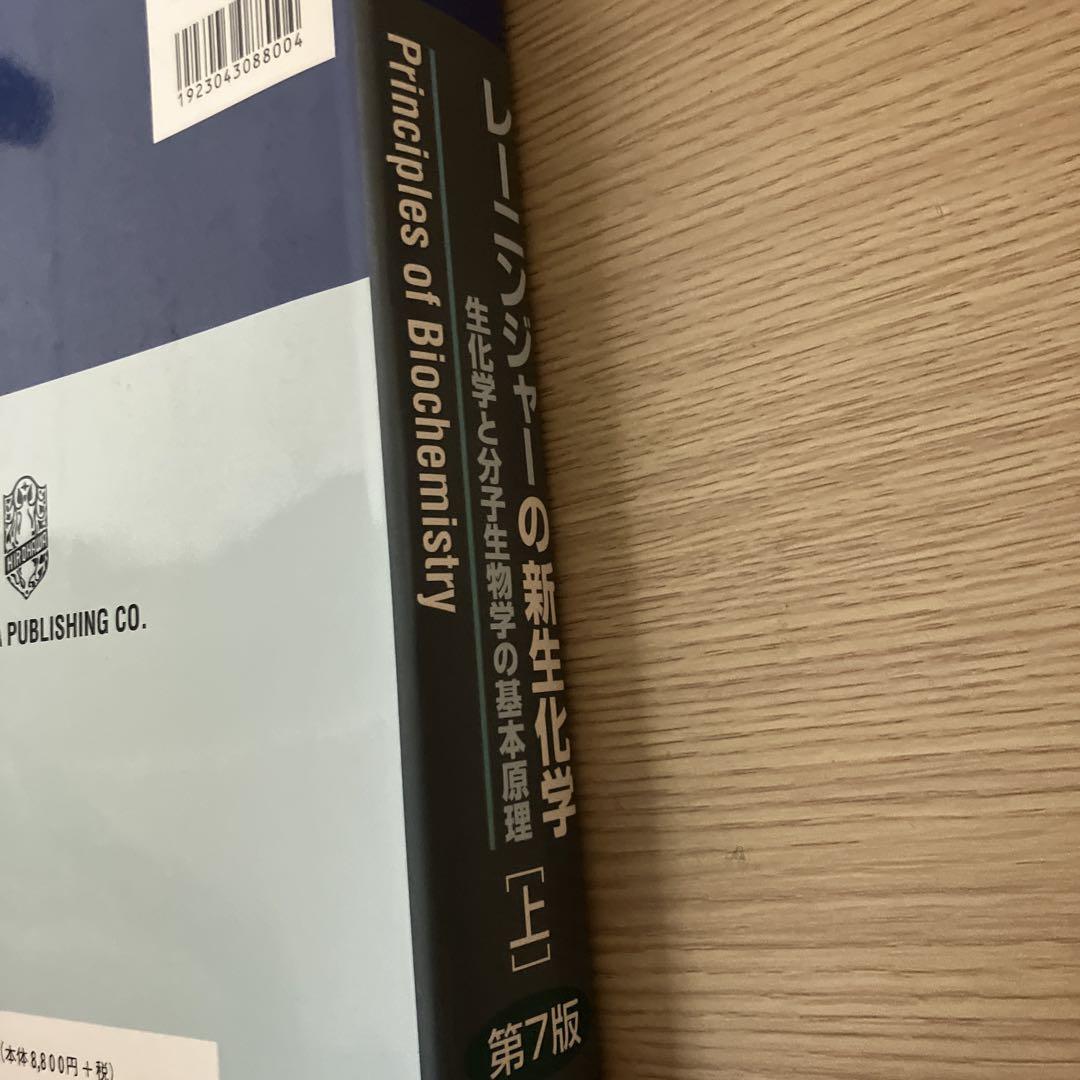 1923043088004
Principles of Biochemistry
レーニンジャーの新生化学
生化学と分子生物学の基本原理
[上]
第7版
HIROKAWA
PUBLISHING CO.
(本体8,800円+税)